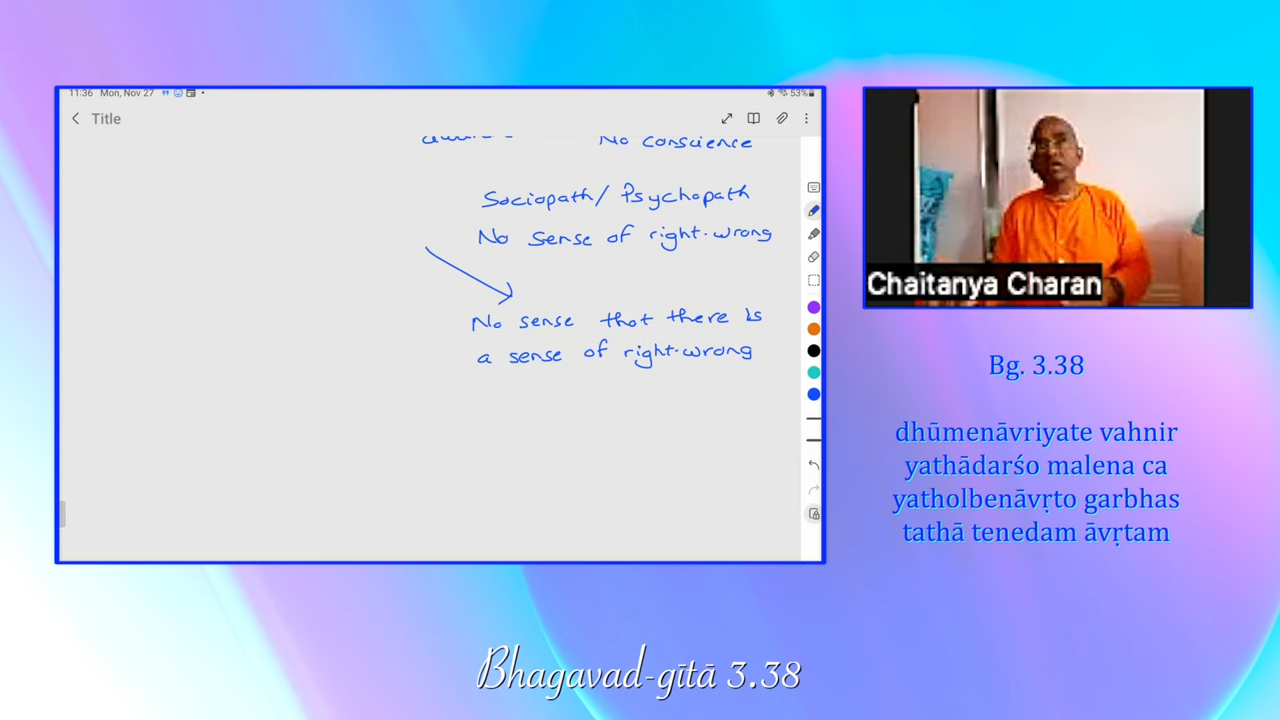 11:36 Mon, Nov 27
53%
Title
No conscience
Sociopath/ Psychopath
No sense of right-wrong
No sense that there is
a sense of right-wrong
Chaitanya Charan
Bg. 3.38
dhūmenāvriyate vahnir
yathādarśo malena ca
yatholbenāvṛto garbhas
tathā tenedam āvṛtam
Bhagavad-gītā 3.38